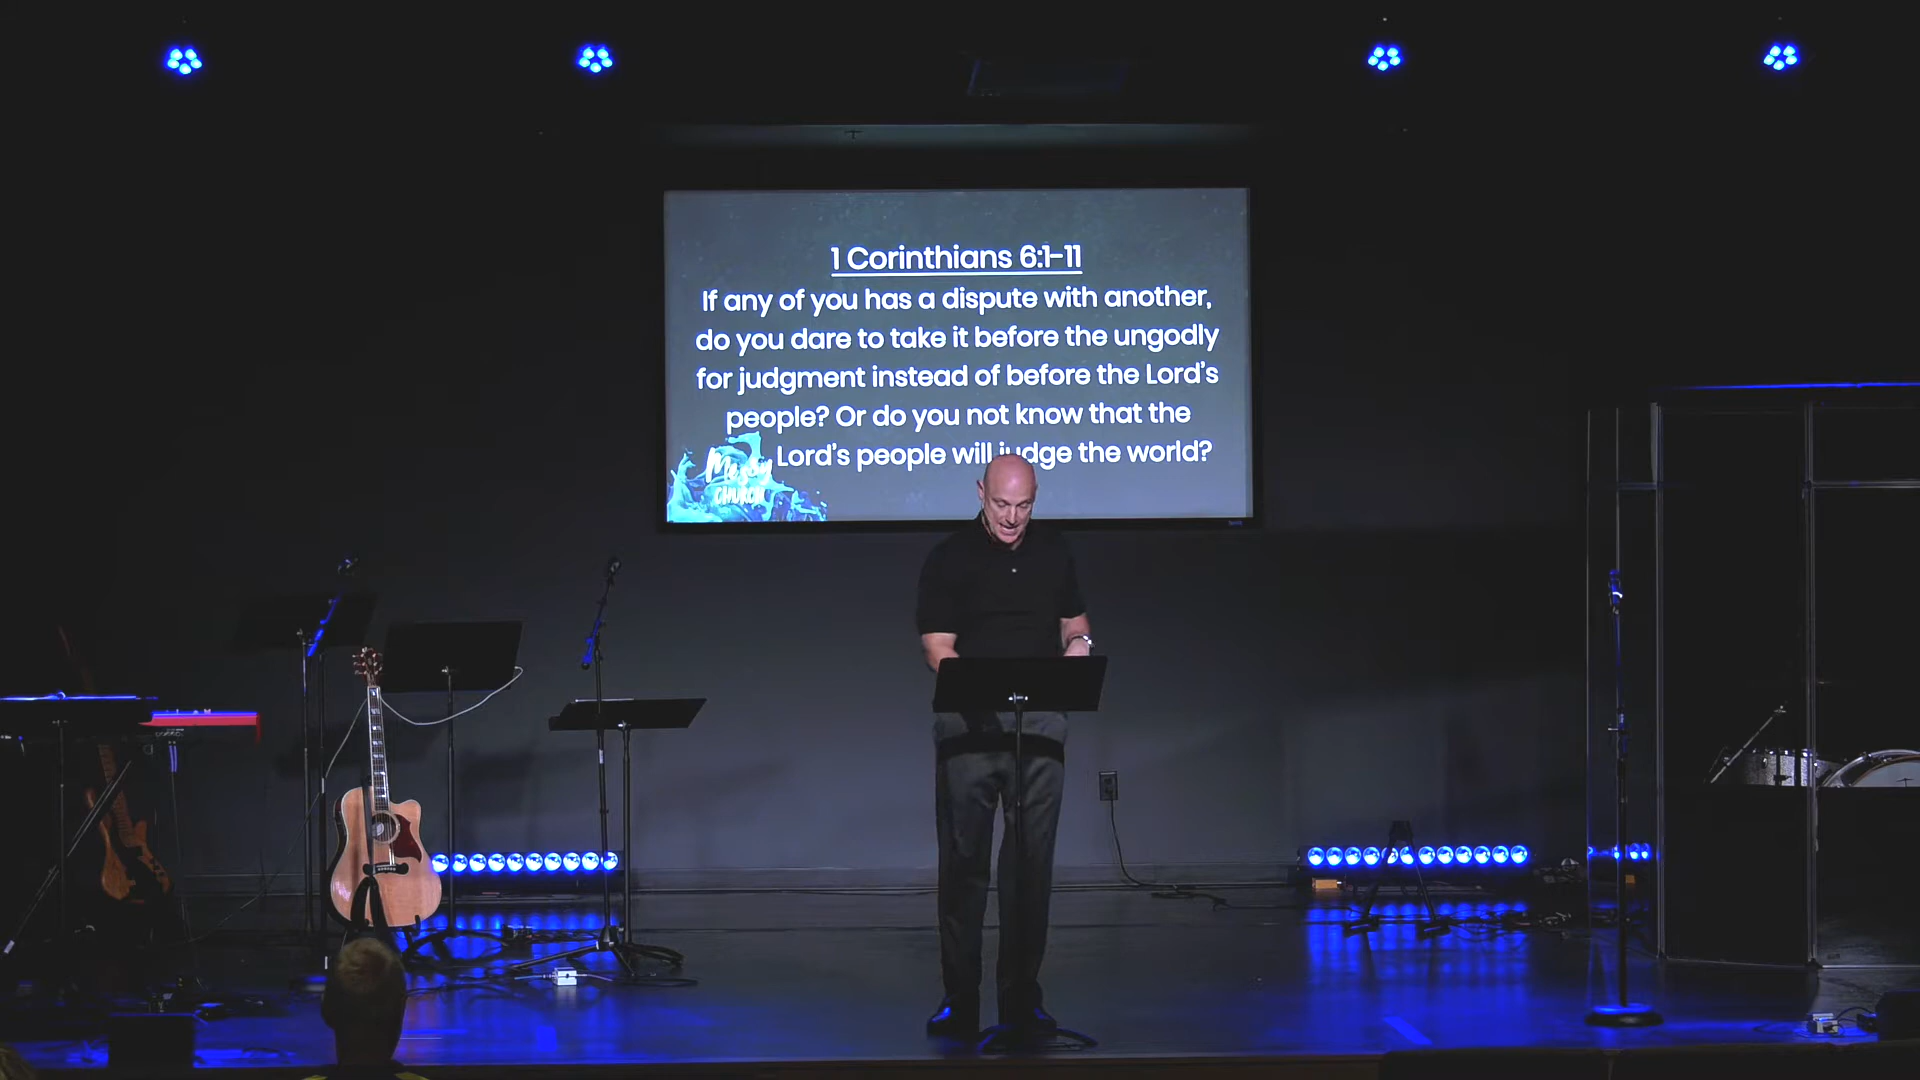 1 Corinthians 6:1-11
If any of you has a dispute with another,
do you dare to take it before the ungodly
for judgment instead of before the Lord's
people? Or do you not know that the
Lord's people will judge the world?
Messy
CHURCH